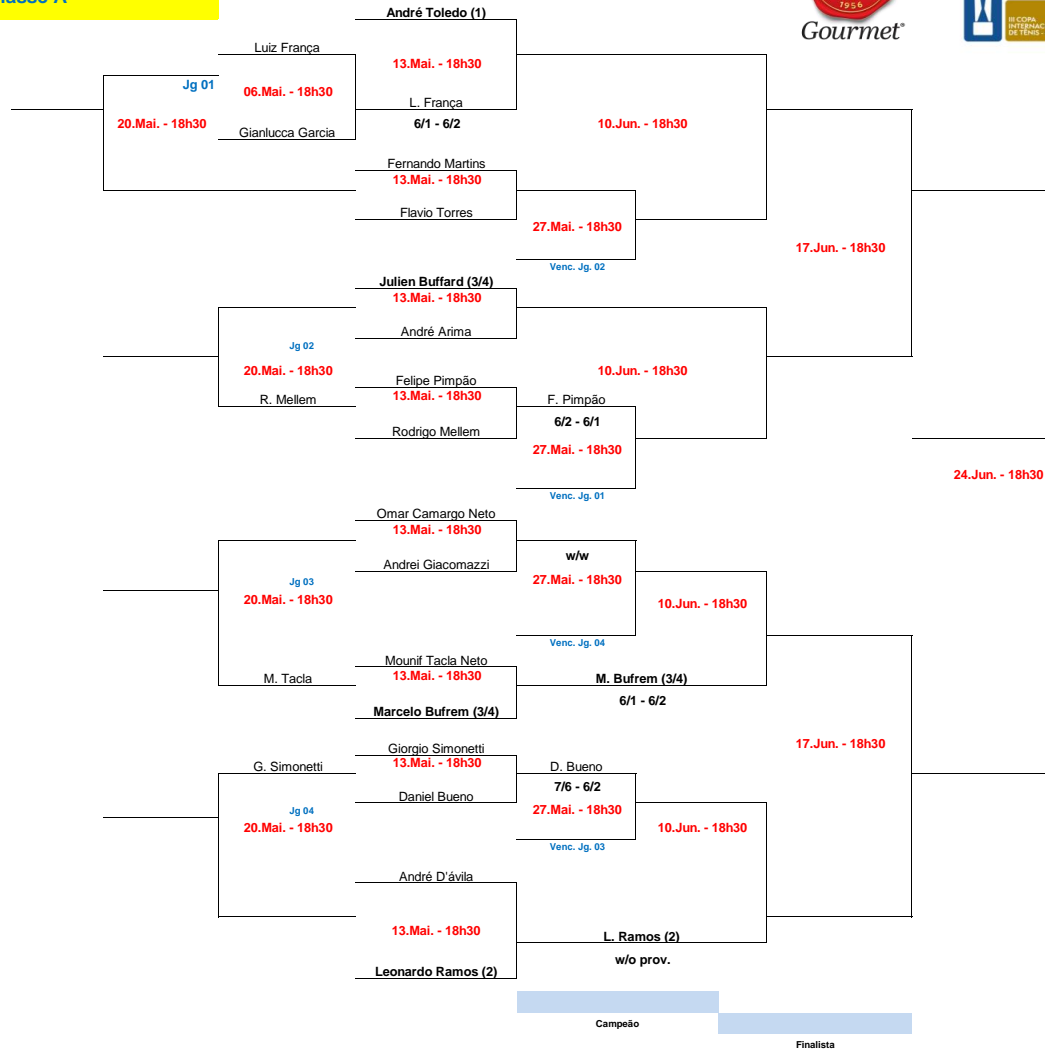 André Toledo (1)
1956
Gourmet
III COPA
Luiz França
13.Mai. - 18h30
Jg 01
06.Mai. - 18h30
L. França
20.Mai. - 18h30
6/1 - 6/2
10.Jun. - 18h30
Gianlucca Garcia
Fernando Martins
13.Mai. - 18h30
Flavio Torres
27.Mai. - 18h30
17.Jun. - 18h30
Venc. Jg. 02
Julien Buffard (3/4)
13.Mai. - 18h30
André Arima
Jg 02
20.Mai. - 18h30
10.Jun. - 18h30
Felipe Pimpão
13.Mai. - 18h30
R. Mellem
F. Pimpão
6/2 - 6/1
Rodrigo Mellem
27.Mai. - 18h30
24.Jun. - 18h30
Venc. Jg. 01
Omar Camargo Neto
13.Mai. - 18h30
w/w
Andrei Giacomazzi
Jg 03
27.Mai. - 18h30
20.Mai. - 18h30
10.Jun. - 18h30
Venc. Jg. 04
Mounif Tacla Neto
13.Mai. - 18h30
M. Tacla
M. Bufrem (3/4)
6/1 - 6/2
Marcelo Bufrem (3/4)
17.Jun. - 18h30
Giorgio Simonetti
13.Mai. - 18h30
G. Simonetti
D. Bueno
7/6 - 6/2
Daniel Bueno
Jg 04
27.Mai. - 18h30
20.Mai. - 18h30
10.Jun. - 18h30
Venc. Jg. 03
André D'ávila
13.Mai. - 18h30
L. Ramos (2)
w/o prov.
Leonardo Ramos (2)
Campeão
Finalista